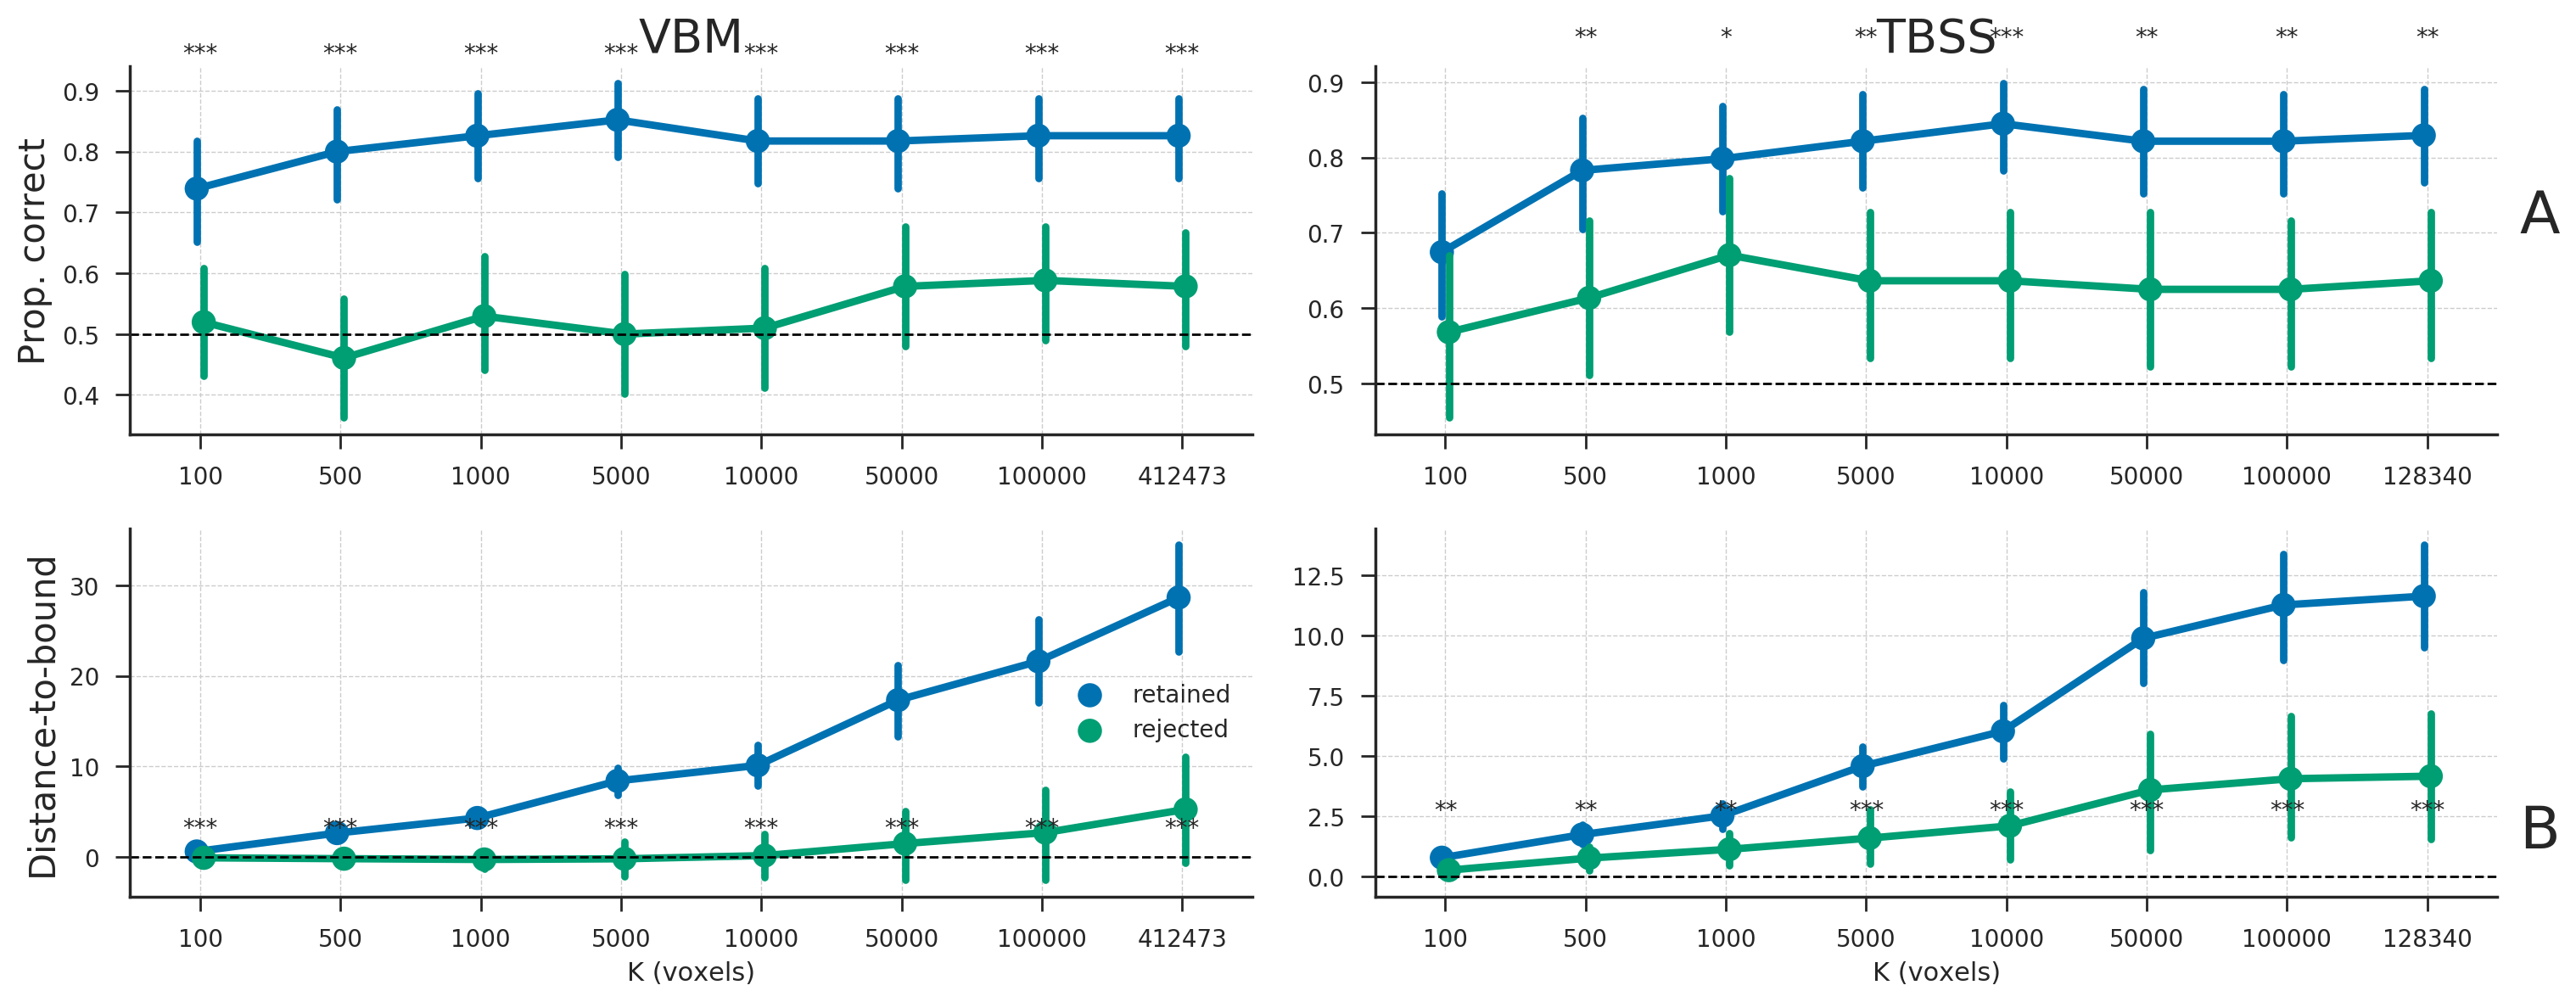 VBM
*** *** *** *** *** *** *** ***
Prop. correct
0.9
0.8
0.7
0.6
0.5
0.4
100 500 1000 5000 10000 50000 100000 412473
TBSS
** * ** *** ** ** **
0.9
0.8
0.7
0.6
0.5
100 500 1000 5000 10000 50000 100000 128340
A
Distance-to-bound
30
20
10
0
retained
rejected
*** *** *** *** *** *** *** ***
100 500 1000 5000 10000 50000 100000 412473
K (voxels)
12.5
10.0
7.5
5.0
2.5
0.0
** ** ** *** *** *** *** ***
100 500 1000 5000 10000 50000 100000 128340
K (voxels)
B